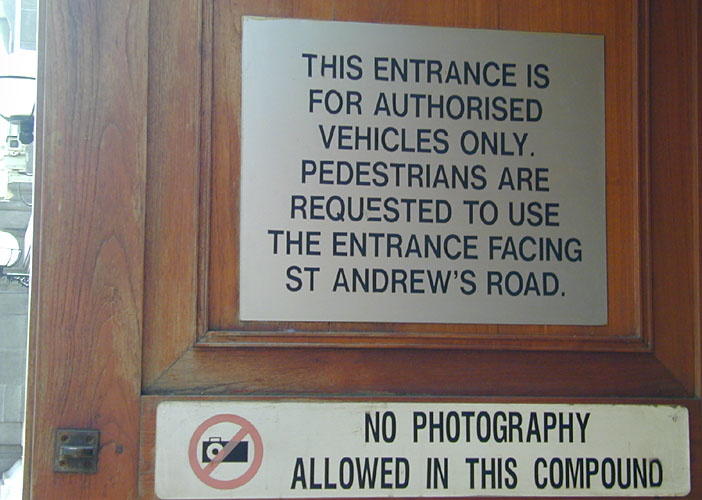 THIS ENTRANCE IS
FOR AUTHORISED
VEHICLES ONLY.
PEDESTRIANS ARE
REQUESTED TO USE
THE ENTRANCE FACING
ST ANDREW'S ROAD.
NO PHOTOGRAPHY
ALLOWED IN THIS COMPOUND